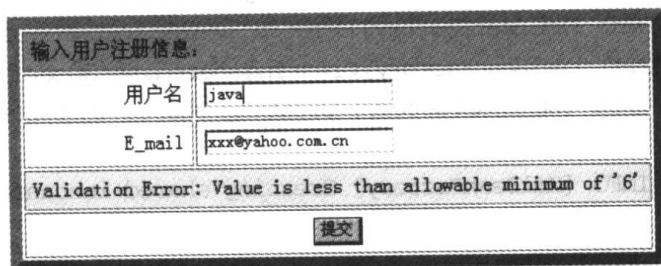 输入用户注册信息:
用户名 java
E_mail xxx@yahoo.com.cn
Validation Error: Value is less than allowable minimum of '6'
提交